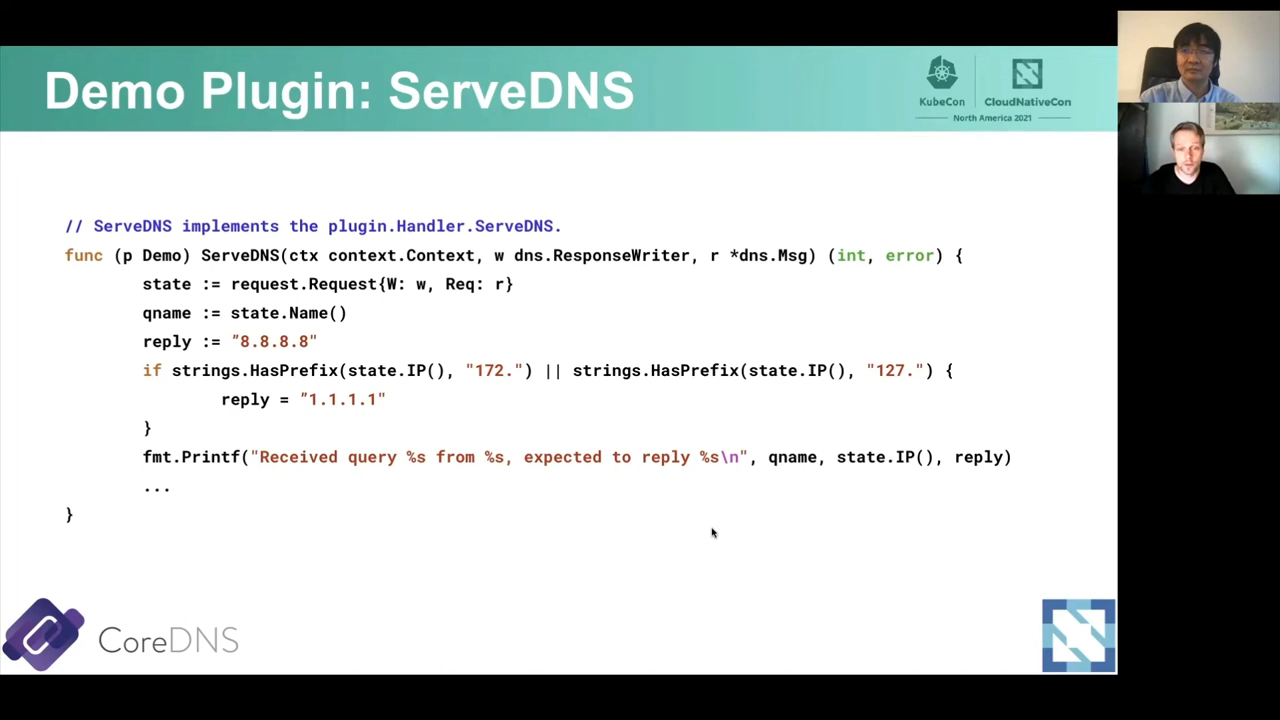 Demo Plugin: ServeDNS
KubeCon
CloudNativeCon
North America 2021
// ServeDNS implements the plugin.Handler.ServeDNS.
func (p Demo) ServeDNS(ctx context.Context, w dns.ResponseWriter, r *dns.Msg) (int, error) {
state := request.Request{W: w, Req: r}
qname := state.Name()
reply := ”8.8.8.8"
if strings.HasPrefix(state.IP(), "172.") || strings.HasPrefix(state.IP(), "127.") {
reply = ”1.1.1.1"
}
fmt.Printf("Received query %s from %s, expected to reply %s\n", qname, state.IP(), reply)
...
}
CoreDNS